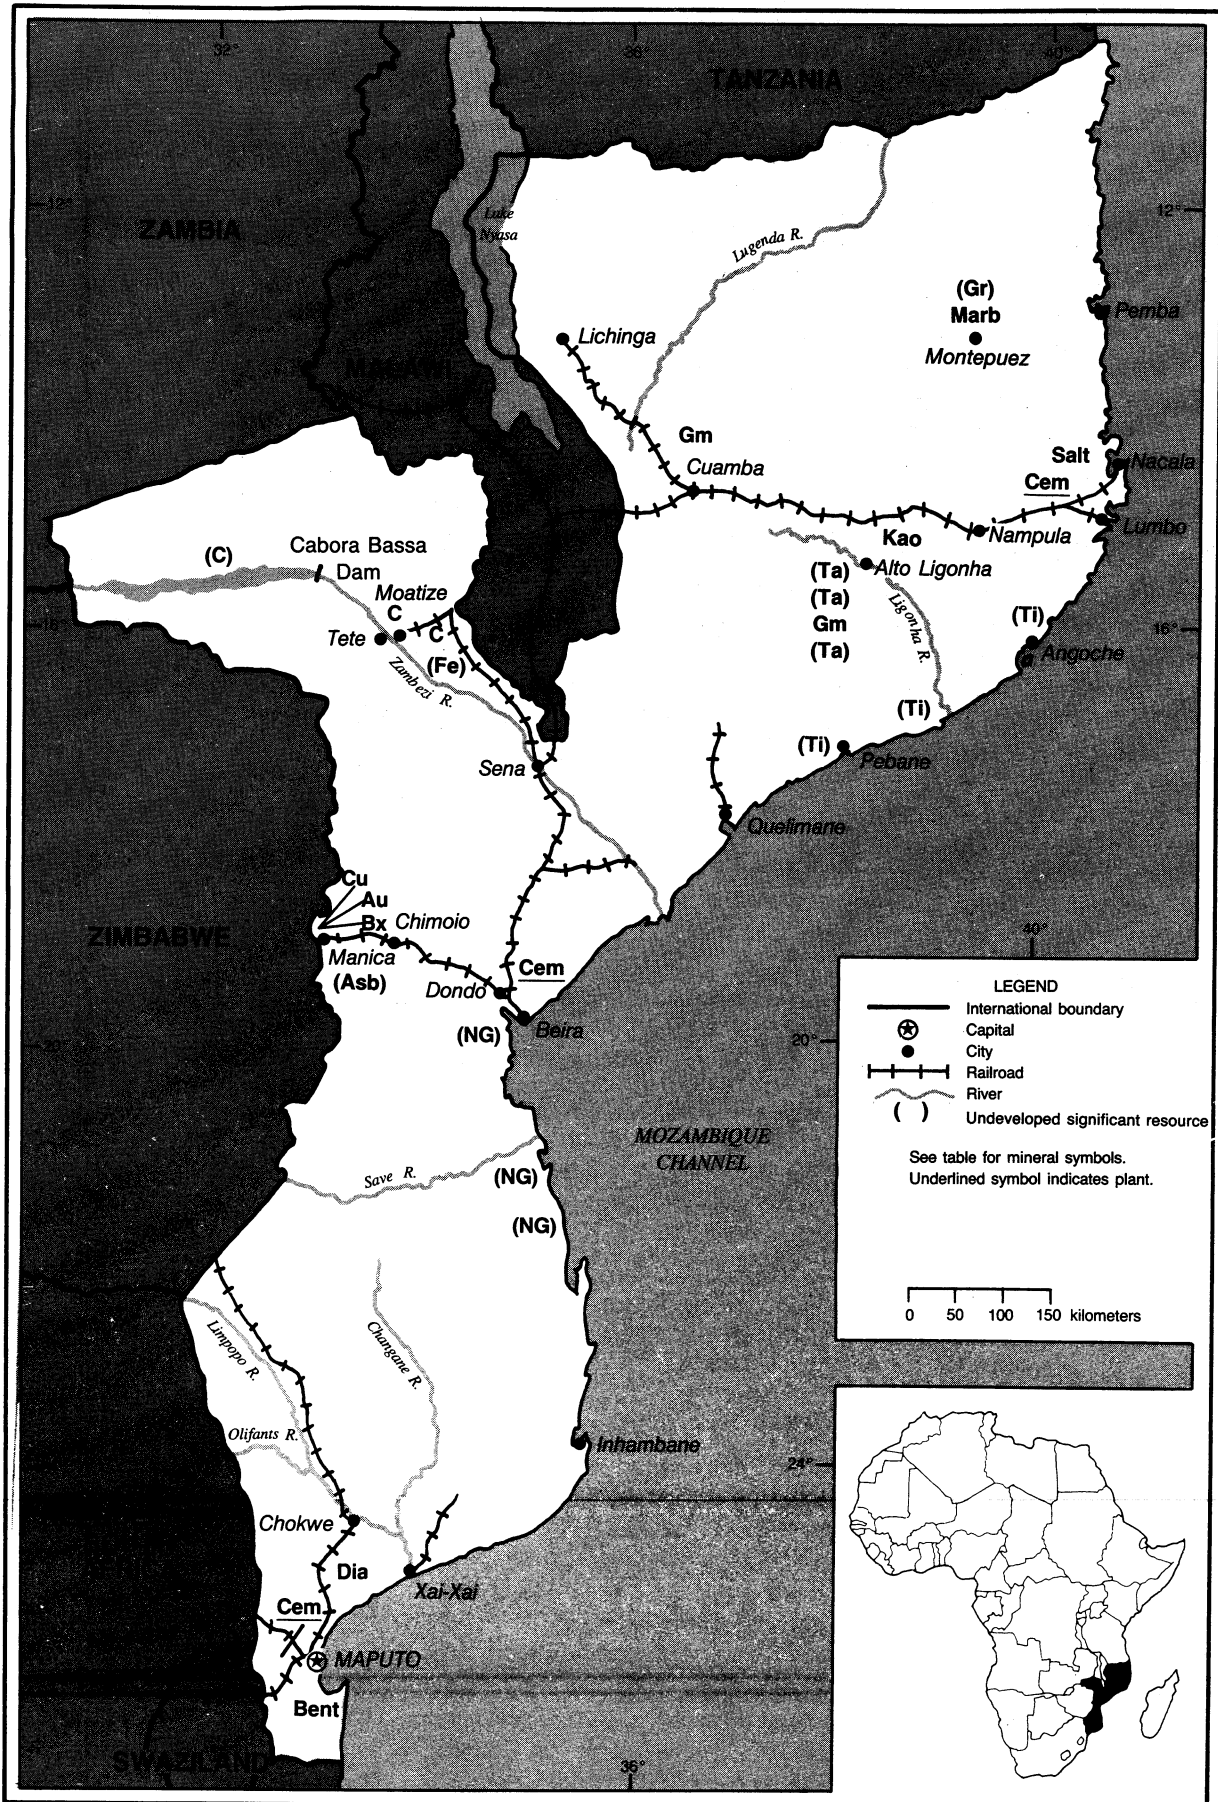 32°
36°
40°
TANZANIA
12°
ZAMBIA
Luke
Nyasa
Lugenda R.
12°
(Gr)
Marb
Montepuez
Pemba
Lichinga
MALAWI
Gm
Cuamba
Salt
Nacala
Cem
Lumbo
Nampula
Kao
(C)
Cabora Bassa
Dam
Moatize
(Ta)
Alto Ligonha
(Ta)
Ligonha R.
Gm
(Ta)
C
16°
Tete
C
(Fe)
Zambezi R.
(Ti)
16°
Angoche
(Ti)
(Ti)
Pebane
Sena
Quelimane
Cu
Au
Bx
Chimoio
ZIMBABWE
Manica
(Asb)
Cem
Dondo
Beira
(NG)
20°
40°
LEGEND
International boundary
Capital
City
Railroad
River
( )
Undeveloped significant resource
See table for mineral symbols.
Underlined symbol indicates plant.
0 50 100 150 kilometers
20°
MOZAMBIQUE
CHANNEL
Save R.
(NG)
(NG)
Limpopo R.
Changane R.
Olifants R.
Inhambane
24°
Chokwe
Dia
Xai-Xai
Cem
MAPUTO
Bent
SWAZILAND
36°